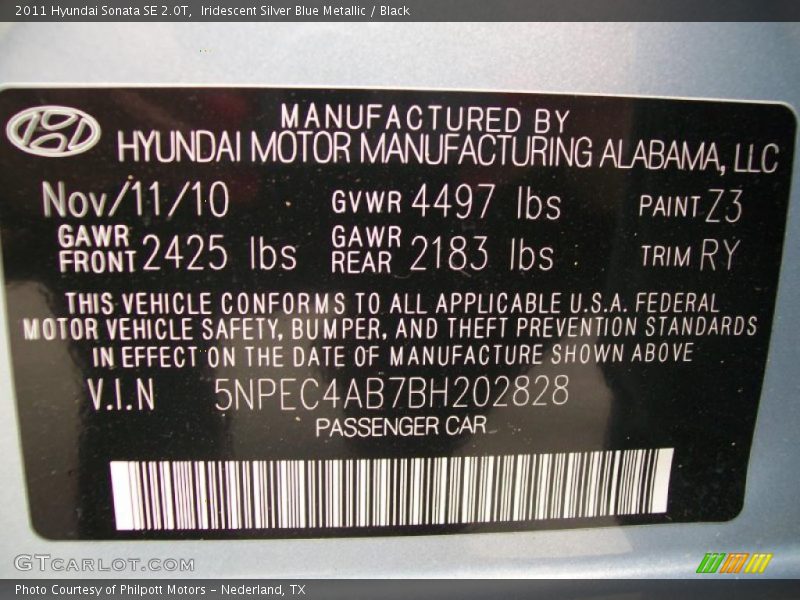 2011 Hyundai Sonata SE 2.0T,  Iridescent Silver Blue Metallic / Black
MANUFACTURED BY
HYUNDAI MOTOR MANUFACTURING ALABAMA, LLC
Nov/11/10 GVWR 4497 lbs PAINT Z3
GAWR FRONT 2425 lbs GAWR REAR 2183 lbs TRIM RY
THIS VEHICLE CONFORMS TO ALL APPLICABLE U.S.A. FEDERAL
MOTOR VEHICLE SAFETY, BUMPER, AND THEFT PREVENTION STANDARDS
IN EFFECT ON THE DATE OF MANUFACTURE SHOWN ABOVE
V.I.N 5NPEC4AB7BH202828
PASSENGER CAR
GTCARLOT.COM
Photo Courtesy of Philpott Motors – Nederland, TX